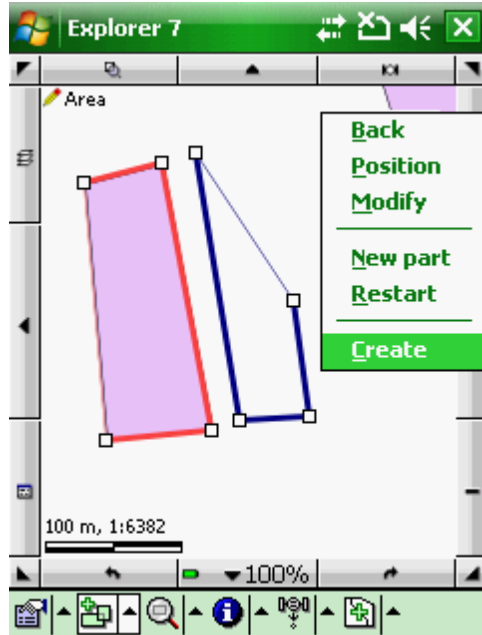 Explorer 7
Area
Back
Position
Modify
New part
Restart
Create
100 m, 1:6382
100%